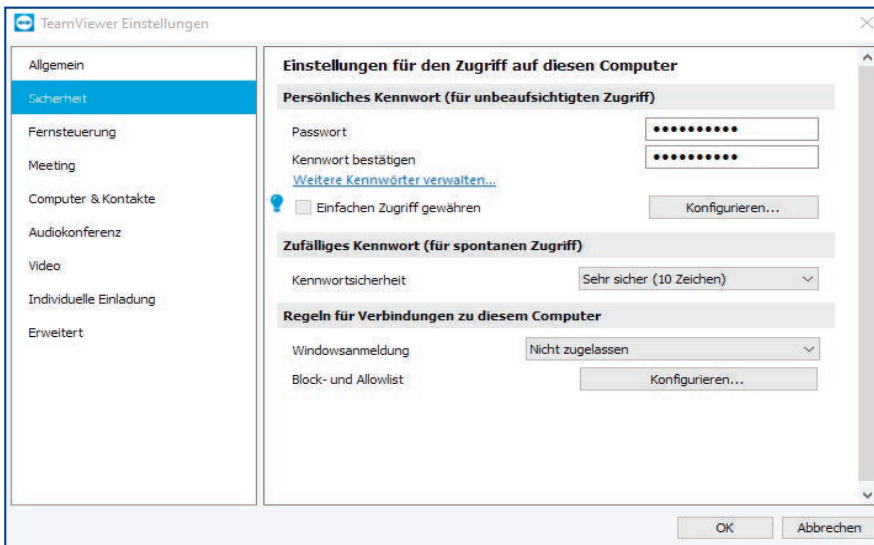 TeamViewer Einstellungen
Allgemein
Sicherheit
Fernsteuerung
Meeting
Computer & Kontakte
Audiokonferenz
Video
Individuelle Einladung
Erweitert
Einstellungen für den Zugriff auf diesen Computer
Persönliches Kennwort (für unbeaufsichtigten Zugriff)
Passwort ••••••••••
Kennwort bestätigen ••••••••••
Weitere Kennwörter verwalten...
Einfachen Zugriff gewähren Konfigurieren...
Zufälliges Kennwort (für spontanen Zugriff)
Kennwortsicherheit Sehr sicher (10 Zeichen)
Regeln für Verbindungen zu diesem Computer
Windowsanmeldung Nicht zugelassen
Block- und Allowlist Konfigurieren...
OK Abbrechen